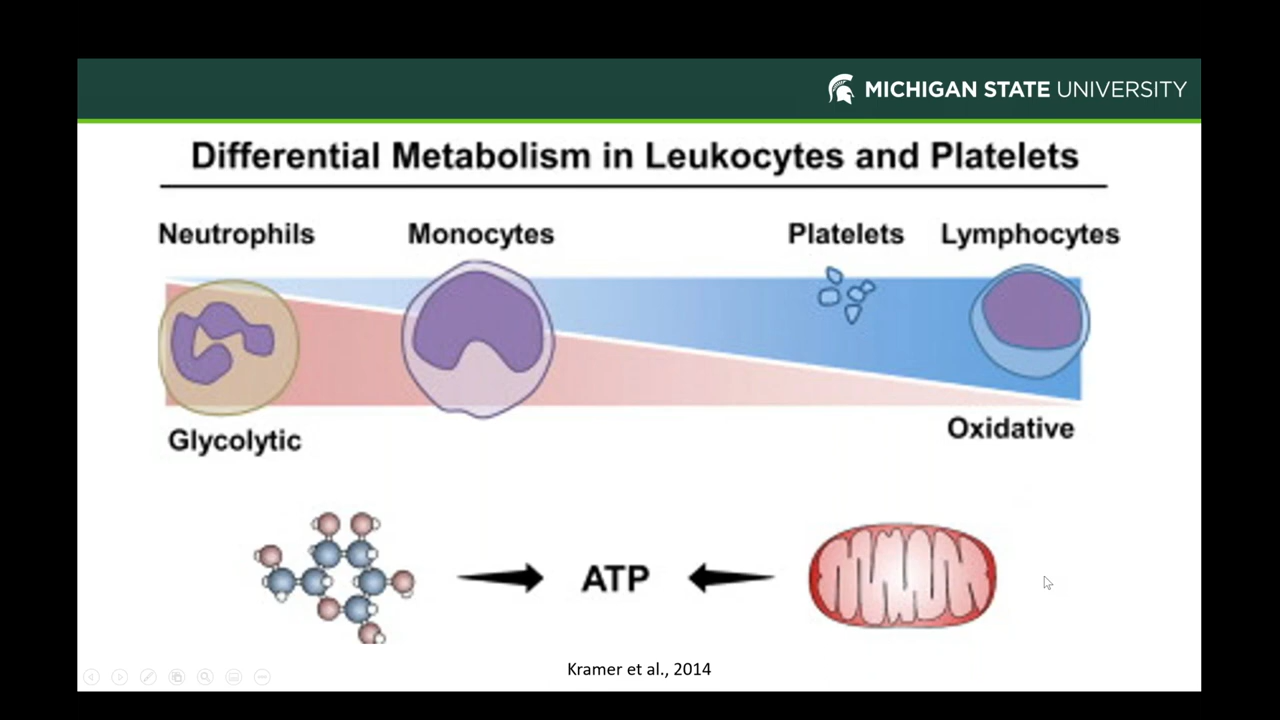 MICHIGAN STATE UNIVERSITY
Differential Metabolism in Leukocytes and Platelets
Neutrophils
Monocytes
Platelets
Lymphocytes
Glycolytic
Oxidative
ATP
Kramer et al., 2014